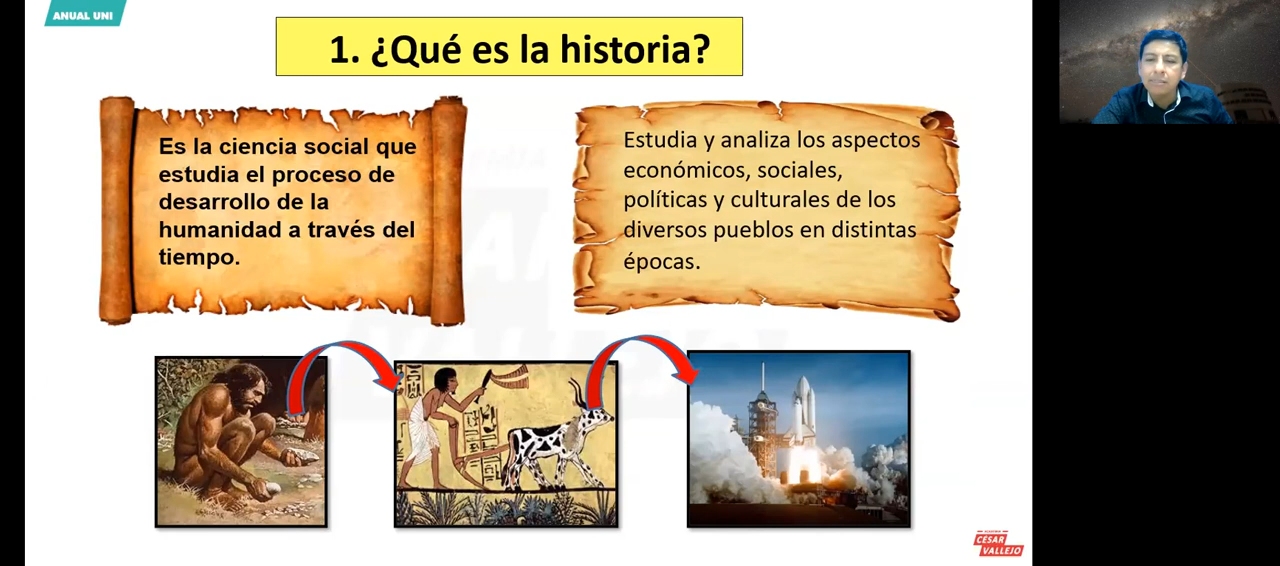 ANUAL UNI
1. ¿Qué es la historia?
Es la ciencia social que
estudia el proceso de
desarrollo de la
humanidad a través del
tiempo.
Estudia y analiza los aspectos
económicos, sociales,
políticas y culturales de los
diversos pueblos en distintas
épocas.
ACADEMIA
CÉSAR
VALLEJO